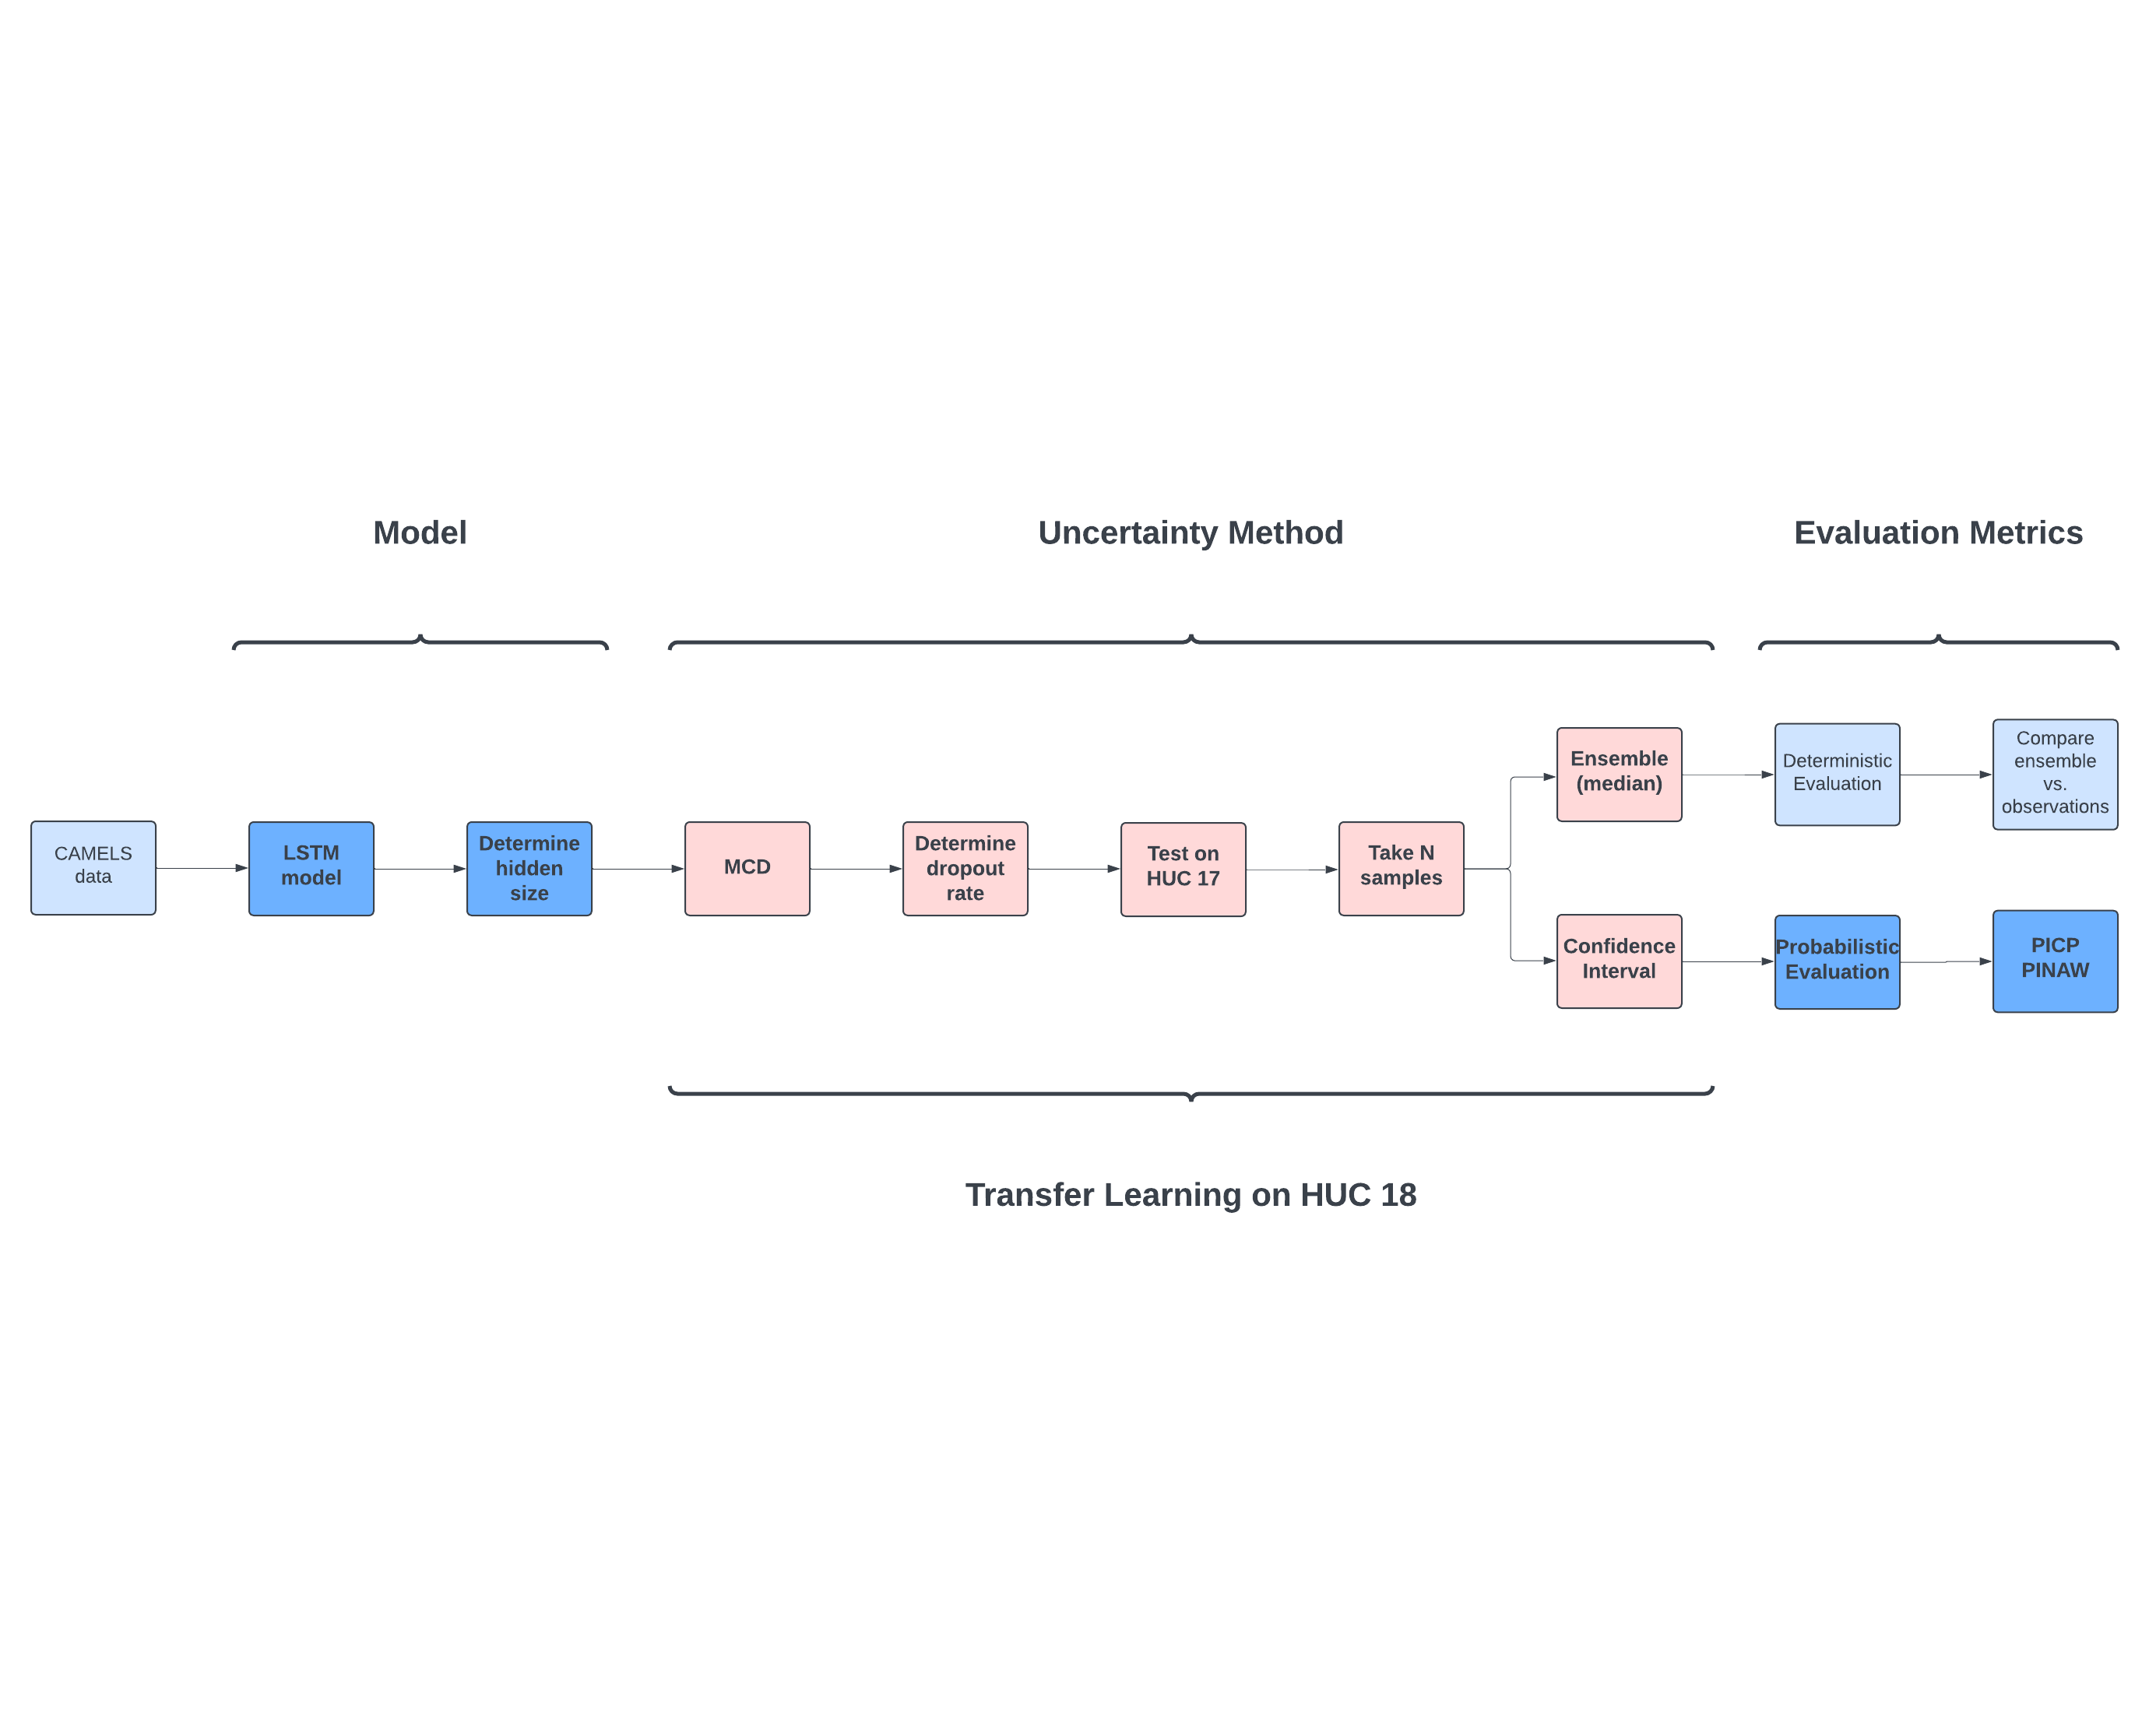 Model
Uncertainty Method
Evaluation Metrics
CAMELS
data
LSTM
model
Determine
hidden
size
MCD
Determine
dropout
rate
Test on
HUC 17
Take N
samples
Ensemble
(median)
Deterministic
Evaluation
Compare
ensemble
vs.
observations
Confidence
Interval
Probabilistic
Evaluation
PICP
PINAW
Transfer Learning on HUC 18